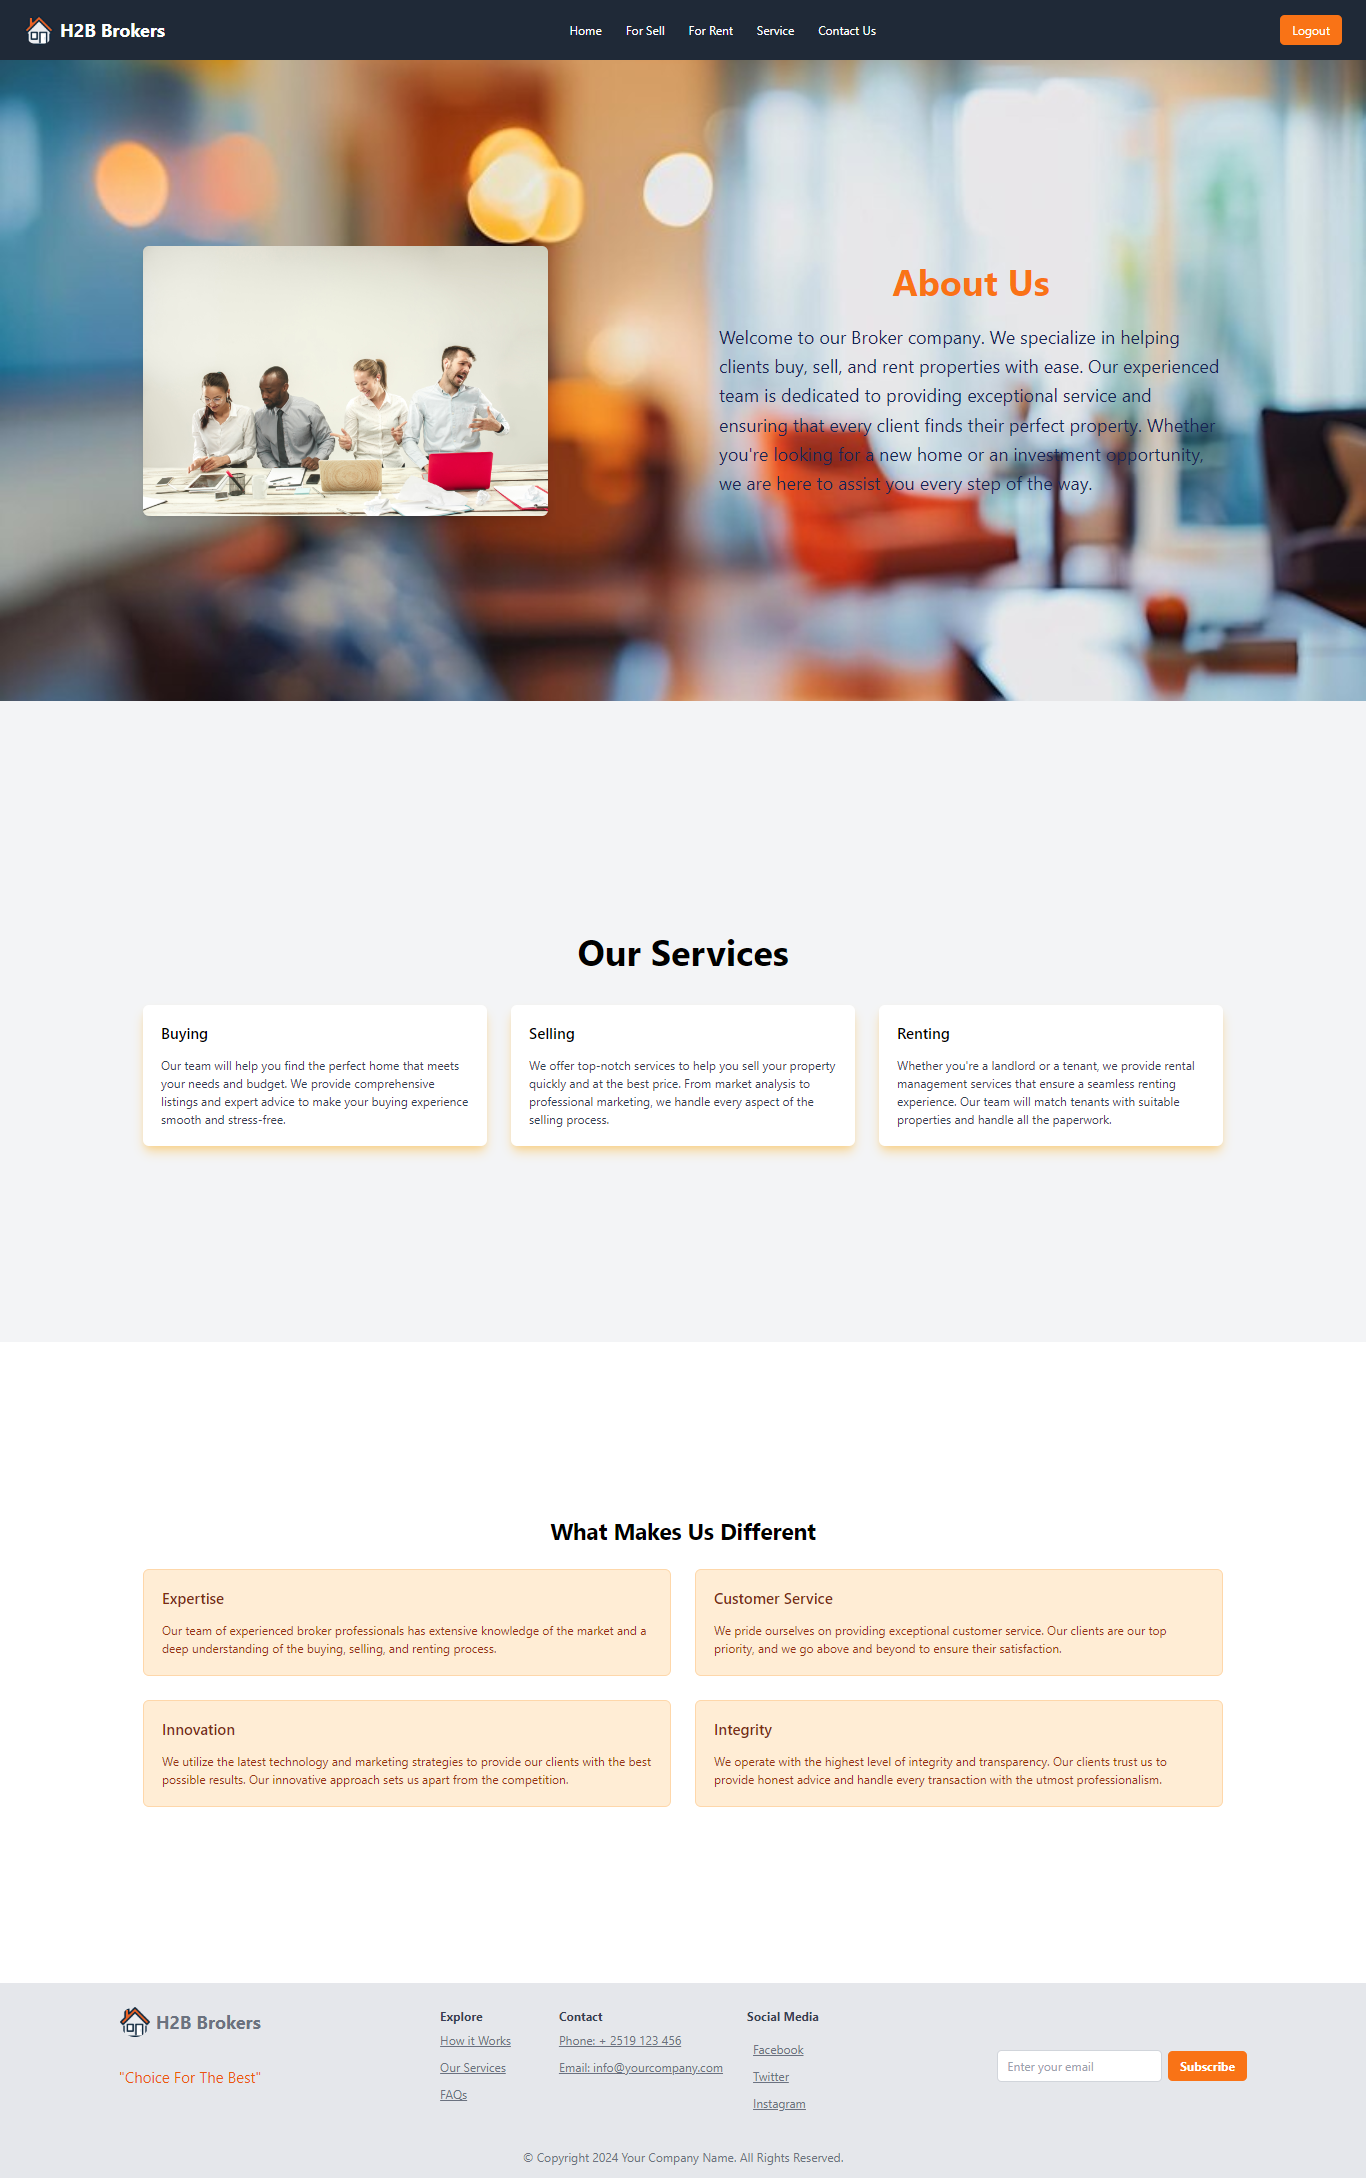 H2B Brokers
Home
For Sell
For Rent
Service
Contact Us
Logout
About Us
Welcome to our Broker company. We specialize in helping
clients buy, sell, and rent properties with ease. Our experienced
team is dedicated to providing exceptional service and
ensuring that every client finds their perfect property. Whether
you're looking for a new home or an investment opportunity,
we are here to assist you every step of the way.
Our Services
Buying
Our team will help you find the perfect home that meets
your needs and budget. We provide comprehensive
listings and expert advice to make your buying experience
smooth and stress-free.
Selling
We offer top-notch services to help you sell your property
quickly and at the best price. From market analysis to
professional marketing, we handle every aspect of the
selling process.
Renting
Whether you're a landlord or a tenant, we provide rental
management services that ensure a seamless renting
experience. Our team will match tenants with suitable
properties and handle all the paperwork.
What Makes Us Different
Expertise
Our team of experienced broker professionals has extensive knowledge of the market and a
deep understanding of the buying, selling, and renting process.
Customer Service
We pride ourselves on providing exceptional customer service. Our clients are our top
priority, and we go above and beyond to ensure their satisfaction.
Innovation
We utilize the latest technology and marketing strategies to provide our clients with the best
possible results. Our innovative approach sets us apart from the competition.
Integrity
We operate with the highest level of integrity and transparency. Our clients trust us to
provide honest advice and handle every transaction with the utmost professionalism.
H2B Brokers
"Choice For The Best"
Explore
How it Works
Our Services
FAQs
Contact
Phone: + 2519 123 456
Email: info@yourcompany.com
Social Media
Facebook
Twitter
Instagram
Enter your email
Subscribe
© Copyright 2024 Your Company Name. All Rights Reserved.